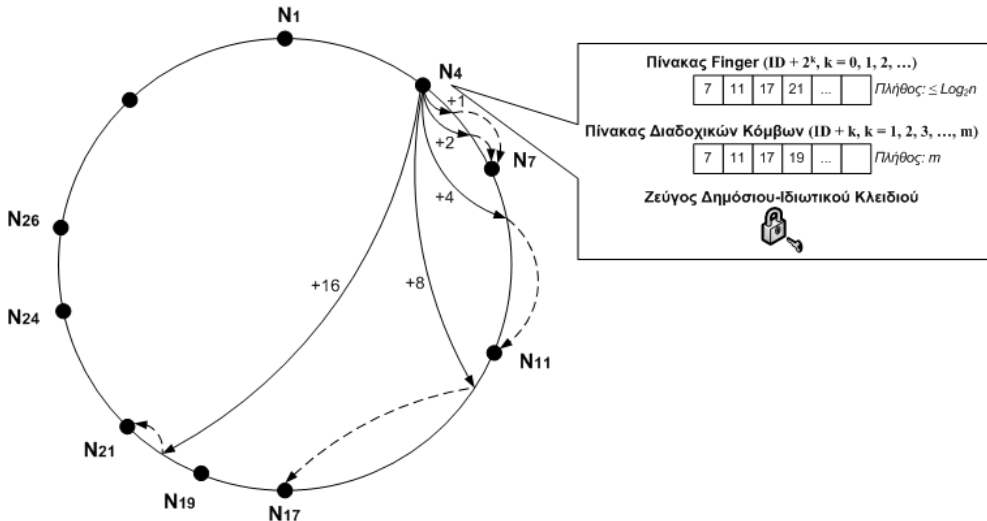 N1
N4
Πίνακας Finger (ID + 2ᵏ, k = 0, 1, 2, …)
7 11 17 21 ... Πλήθος: ≤ Log₂n
+1
+2
Πίνακας Διαδοχικών Κόμβων (ID + k, k = 1, 2, 3, …, m)
N7
7 11 17 19 ... Πλήθος: m
+4
Ζεύγος Δημόσιου-Ιδιωτικού Κλειδιού
N26
+16
+8
N24
N11
N21
N19
N17